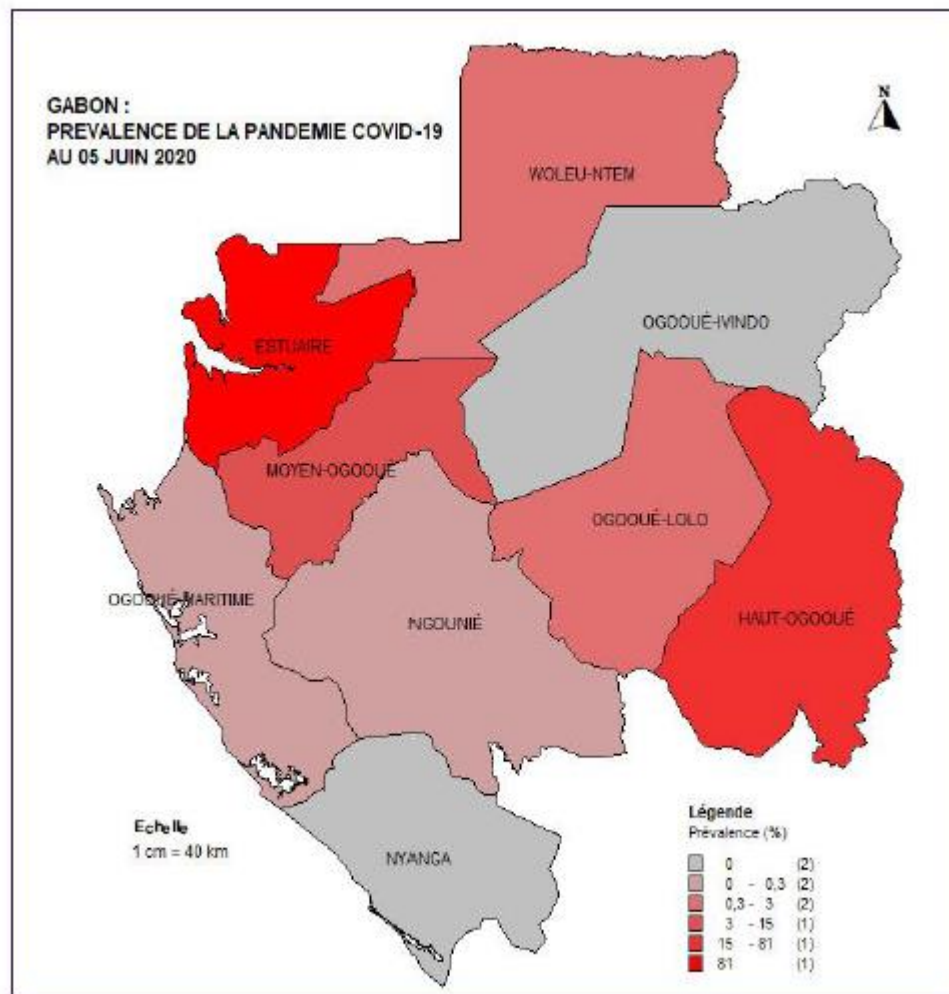 GABON :
PREVALENCE DE LA PANDEMIE COVID-19
AU 05 JUIN 2020
N
WOLEU-NTEM
OGOOUÉ-IVINDO
ESTUAIRE
MOYEN-OGOOUÉ
OGOOUÉ-LOLO
OGOOUÉ-MARITIME
NGOUNIÉ
HAUT-OGOOUÉ
NYANGA
Echelle
1 cm = 40 km
Légende
Prévalence (%)
0 (2)
0 - 0,3 (2)
0,3 - 3 (2)
3 - 15 (1)
15 - 81 (1)
81 (1)